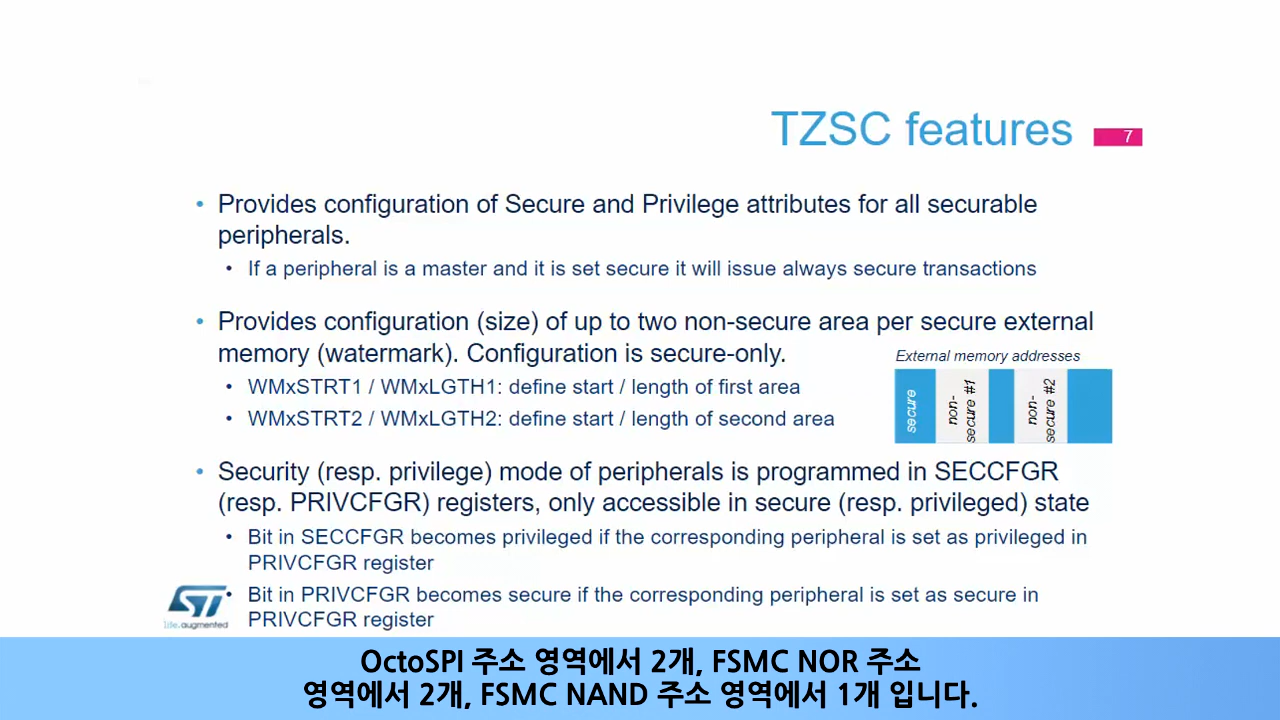 TZSC features
7
• Provides configuration of Secure and Privilege attributes for all securable
peripherals.
• If a peripheral is a master and it is set secure it will issue always secure transactions
• Provides configuration (size) of up to two non-secure area per secure external
memory (watermark). Configuration is secure-only.
External memory addresses
• WMxSTRT1 / WMxLGTH1: define start / length of first area
• WMxSTRT2 / WMxLGTH2: define start / length of second area
secure
non-
secure #1
non-
secure #2
• Security (resp. privilege) mode of peripherals is programmed in SECCFGR
(resp. PRIVCFGR) registers, only accessible in secure (resp. privileged) state
• Bit in SECCFGR becomes privileged if the corresponding peripheral is set as privileged in
PRIVCFGR register
• Bit in PRIVCFGR becomes secure if the corresponding peripheral is set as secure in
PRIVCFGR register
ST
life.augmented
OctoSPI 주소 영역에서 2개, FSMC NOR 주소
영역에서 2개, FSMC NAND 주소 영역에서 1개 입니다.